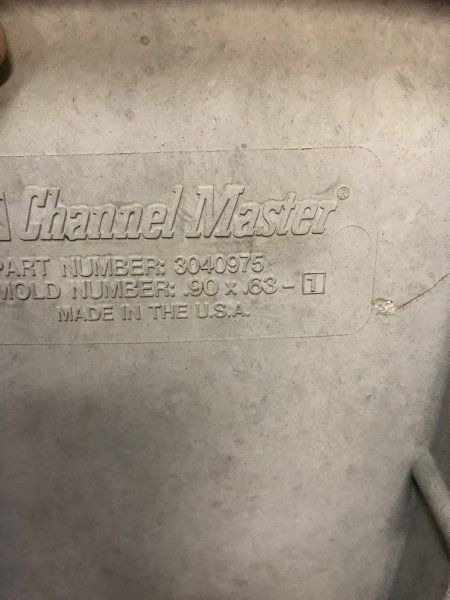 Channel Master®
PART NUMBER: 3040975
MOLD NUMBER: .90 x .63-1
MADE IN THE U.S.A.